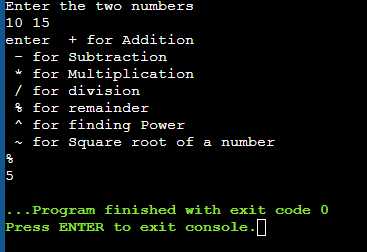 Enter the two numbers
10 15
enter  + for Addition
 - for Subtraction
 * for Multiplication
 / for division
 % for remainder
 ^ for finding Power
 ~ for Square root of a number
%
5
...Program finished with exit code 0
Press ENTER to exit console.